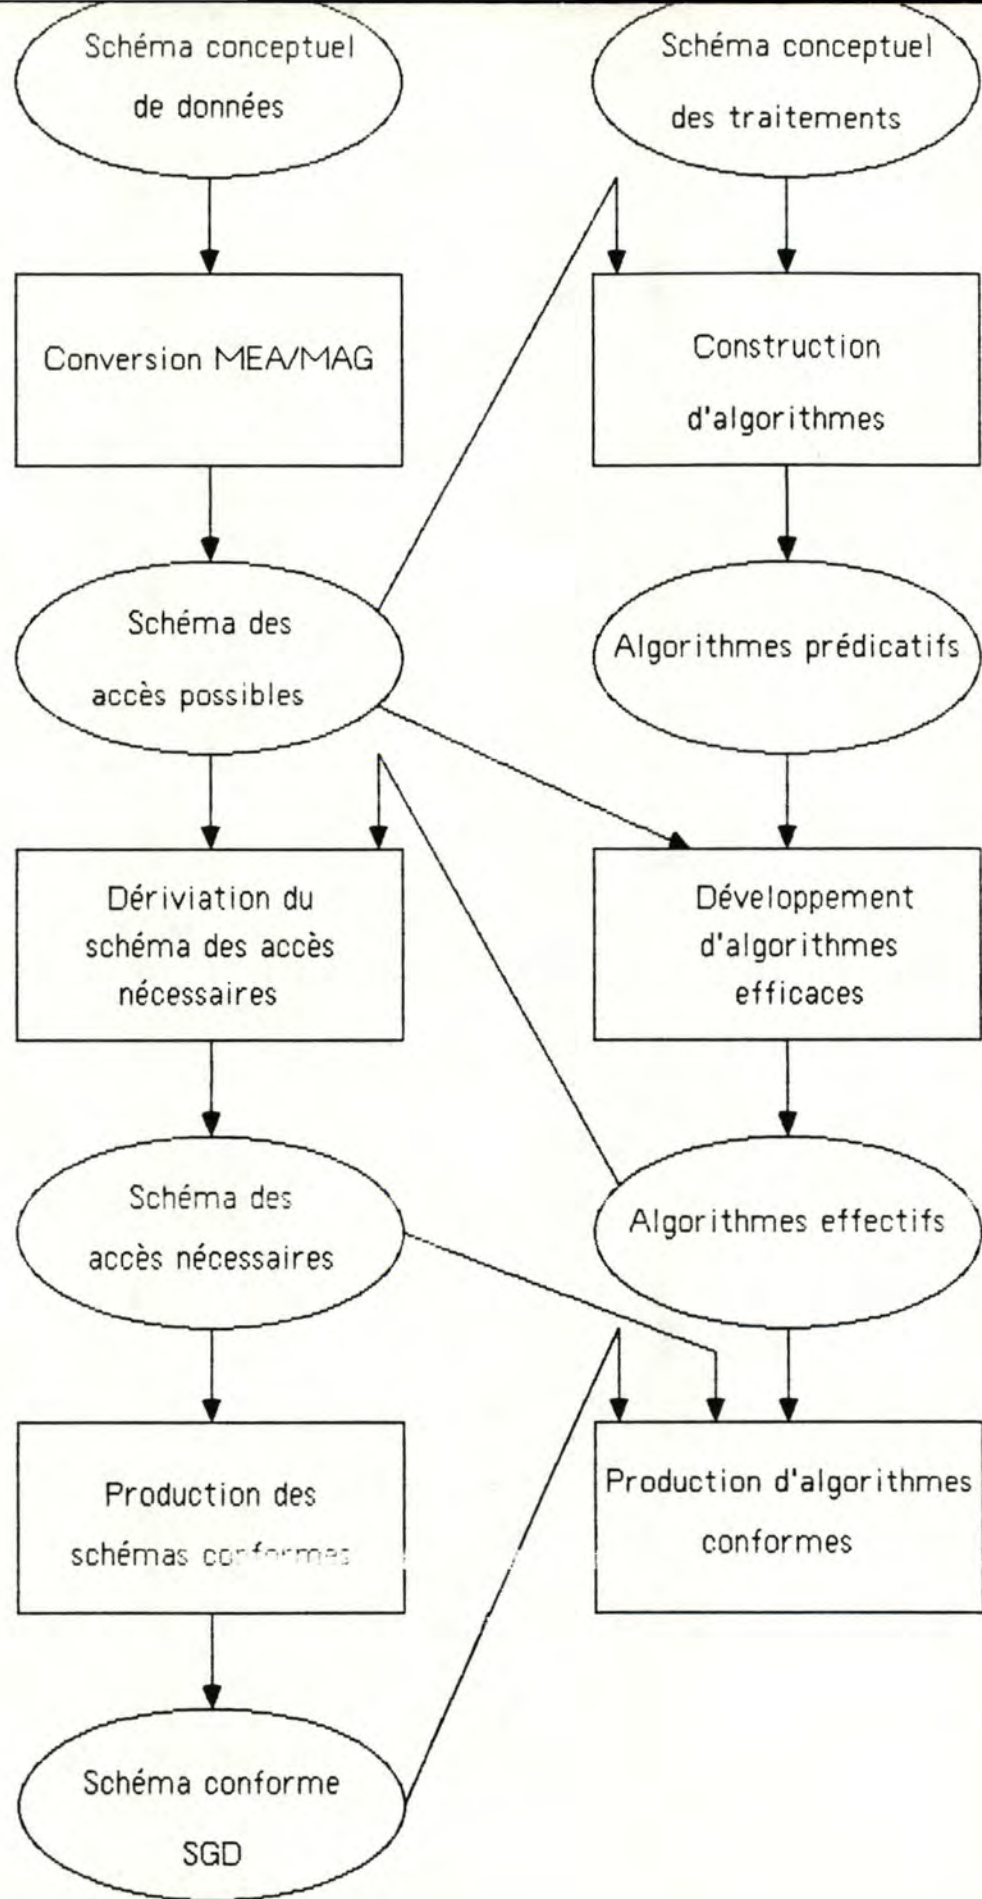 Schéma conceptuel
de données
Schéma conceptuel
des traitements
Conversion MEA/MAG
Construction
d'algorithmes
Schéma des
accès possibles
Algorithmes prédicatifs
Dériviation du
schéma des accès
nécessaires
Développement
d'algorithmes
efficaces
Schéma des
accès nécessaires
Algorithmes effectifs
Production des
schémas conformes
Production d'algorithmes
conformes
Schéma conforme
SGD